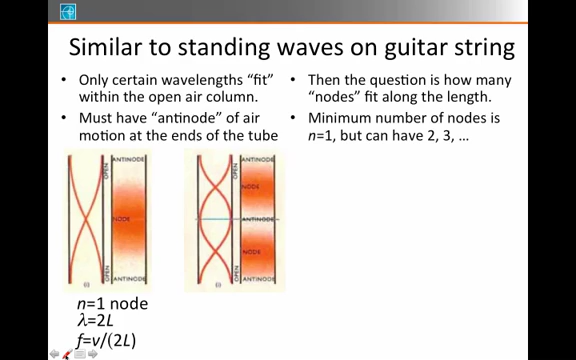 Similar to standing waves on guitar string
• Only certain wavelengths “fit”
within the open air column.
• Must have “antinode” of air
motion at the ends of the tube
• Then the question is how many
“nodes” fit along the length.
• Minimum number of nodes is
n=1, but can have 2, 3, …
OPEN
ANTINODE
NODE
OPEN
ANTINODE
(i)
OPEN
ANTINODE
NODE
ANTINODE
NODE
OPEN
ANTINODE
(i)
n=1 node
λ=2L
f=v/(2L)